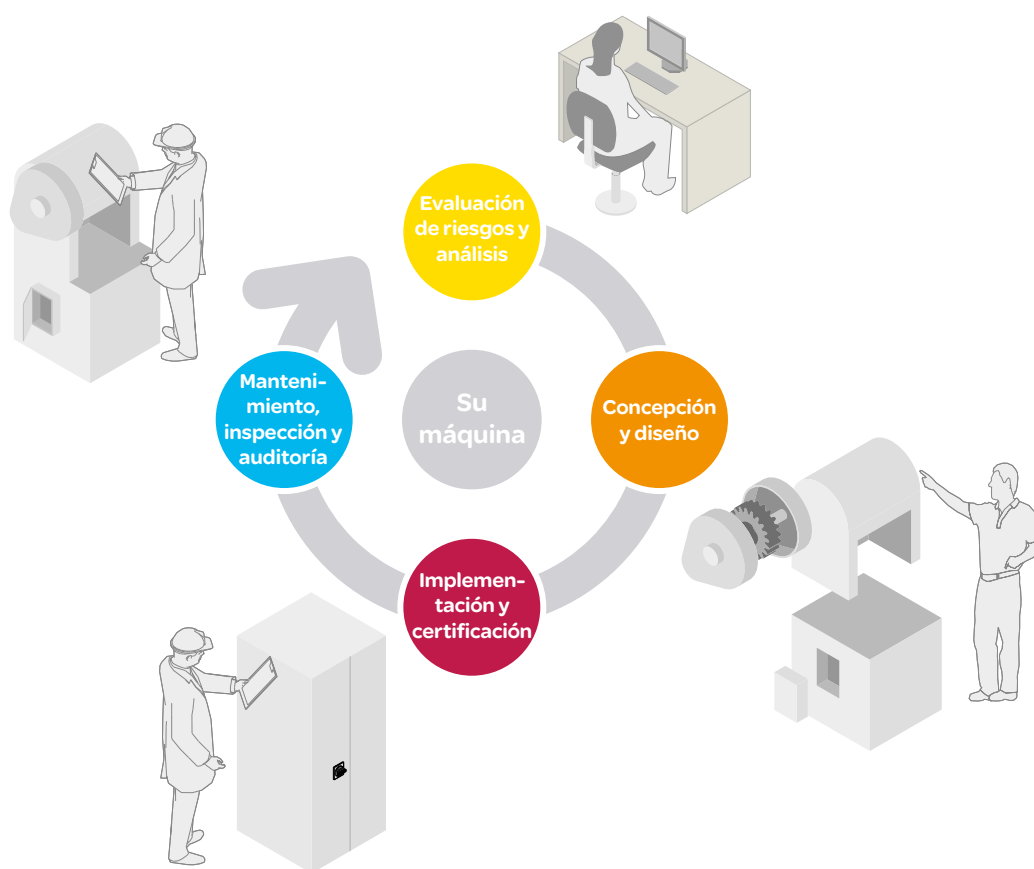 Evaluación
de riesgos y
análisis
Concepción
y diseño
Implemen-
tación y
certificación
Manteni-
miento,
inspección y
auditoría
Su
máquina